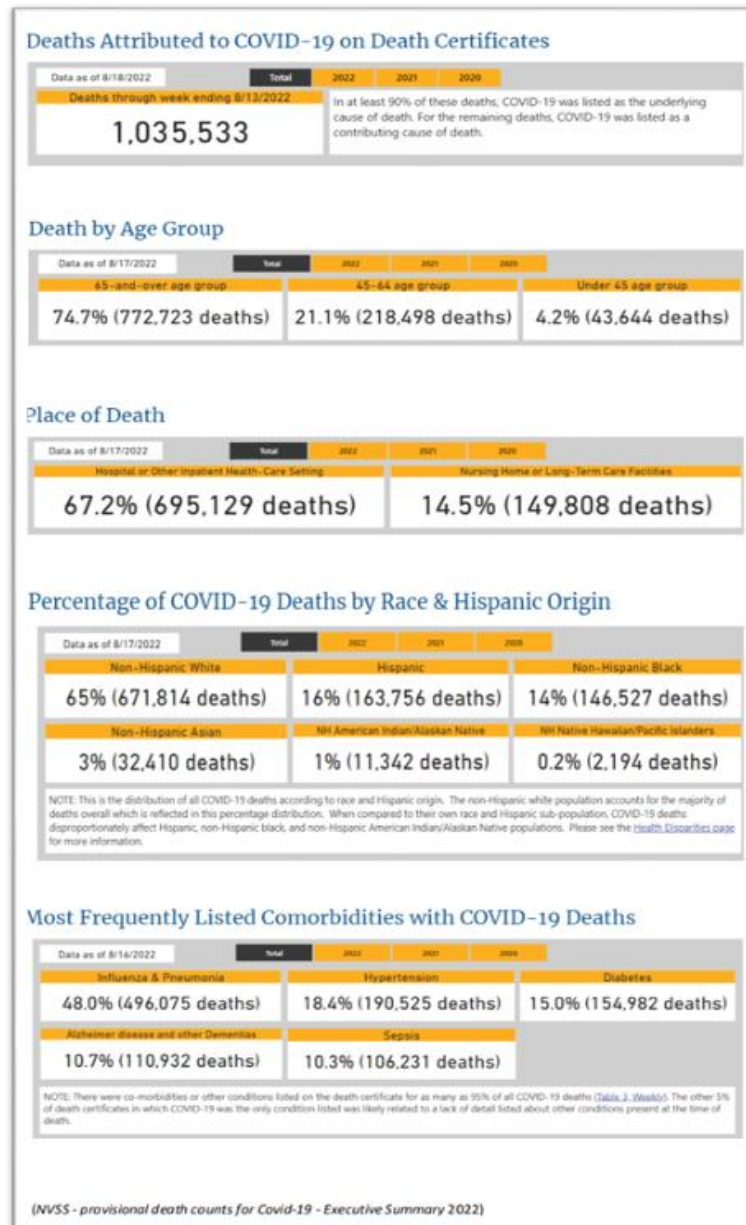 Deaths Attributed to COVID-19 on Death Certificates
Data as of 8/18/2022 Total 2022 2021 2020
Deaths through week ending 8/13/2022
1,035,533
In at least 90% of these deaths, COVID-19 was listed as the underlying
cause of death. For the remaining deaths, COVID-19 was listed as a
contributing cause of death.
Death by Age Group
Data as of 8/17/2022 Total 2022 2021 2020
65-and-over age group 45-64 age group Under 45 age group
74.7% (772,723 deaths) 21.1% (218,498 deaths) 4.2% (43,644 deaths)
Place of Death
Data as of 8/17/2022 Total 2022 2021 2020
Hospital or Other Inpatient Health-Care Setting Nursing Home or Long-Term Care Facilities
67.2% (695,129 deaths) 14.5% (149,808 deaths)
Percentage of COVID-19 Deaths by Race & Hispanic Origin
Data as of 8/17/2022 Total 2022 2021 2020
Non-Hispanic White Hispanic Non-Hispanic Black
65% (671,814 deaths) 16% (163,756 deaths) 14% (146,527 deaths)
Non-Hispanic Asian NH American Indian/Alaskan Native NH Native Hawaiian/Pacific Islanders
3% (32,410 deaths) 1% (11,342 deaths) 0.2% (2,194 deaths)
NOTE: This is the distribution of all COVID-19 deaths according to race and Hispanic origin. The non-Hispanic white population accounts for the majority of
deaths overall which is reflected in this percentage distribution. When compared to their own race and Hispanic sub-population, COVID-19 deaths
disproportionately affect Hispanic, non-Hispanic black, and non-Hispanic American Indian/Alaskan Native populations. Please see the Health Disparities page
for more information.
Most Frequently Listed Comorbidities with COVID-19 Deaths
Data as of 8/16/2022 Total 2022 2021 2020
Influenza & Pneumonia Hypertension Diabetes
48.0% (496,075 deaths) 18.4% (190,525 deaths) 15.0% (154,982 deaths)
Alzheimer disease and other Dementias Sepsis
10.7% (110,932 deaths) 10.3% (106,231 deaths)
NOTE: There were co-morbidities or other conditions listed on the death certificate for as many as 95% of all COVID-19 deaths (Table 3, Weekly). The other 5%
of death certificates in which COVID-19 was the only condition listed was likely related to a lack of detail listed about other conditions present at the time of
death.
(NVSS - provisional death counts for Covid-19 - Executive Summary 2022)